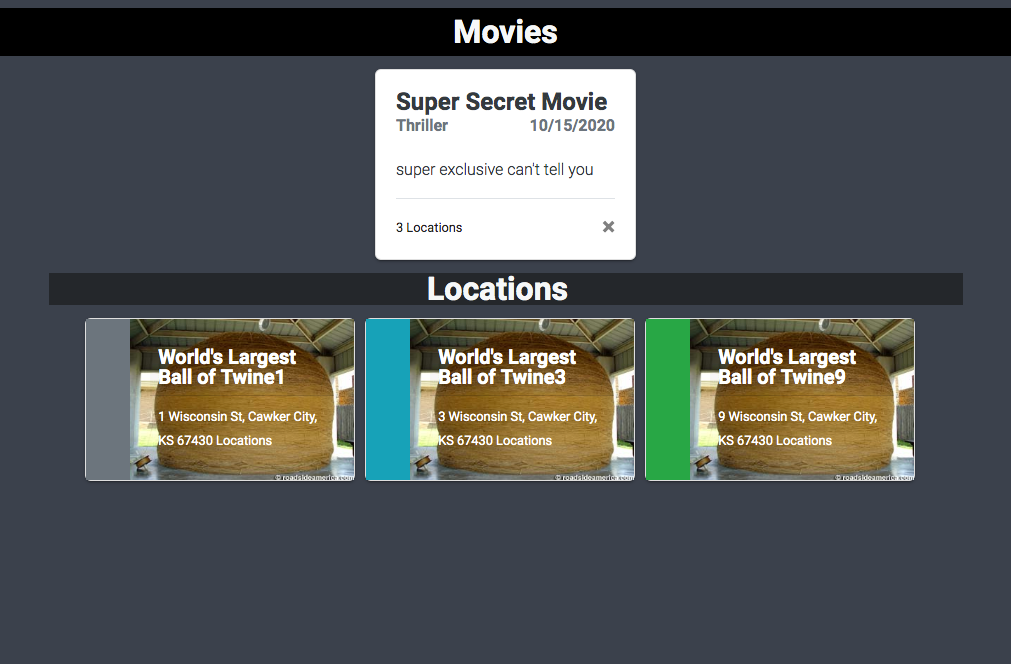 Movies
Super Secret Movie
Thriller 10/15/2020
super exclusive can't tell you
3 Locations ×
Locations
World's Largest
Ball of Twine1
1 Wisconsin St, Cawker City,
KS 67430 Locations
© roadsideamerica.com
World's Largest
Ball of Twine3
3 Wisconsin St, Cawker City,
KS 67430 Locations
© roadsideamerica.com
World's Largest
Ball of Twine9
9 Wisconsin St, Cawker City,
KS 67430 Locations
© roadsideamerica.com